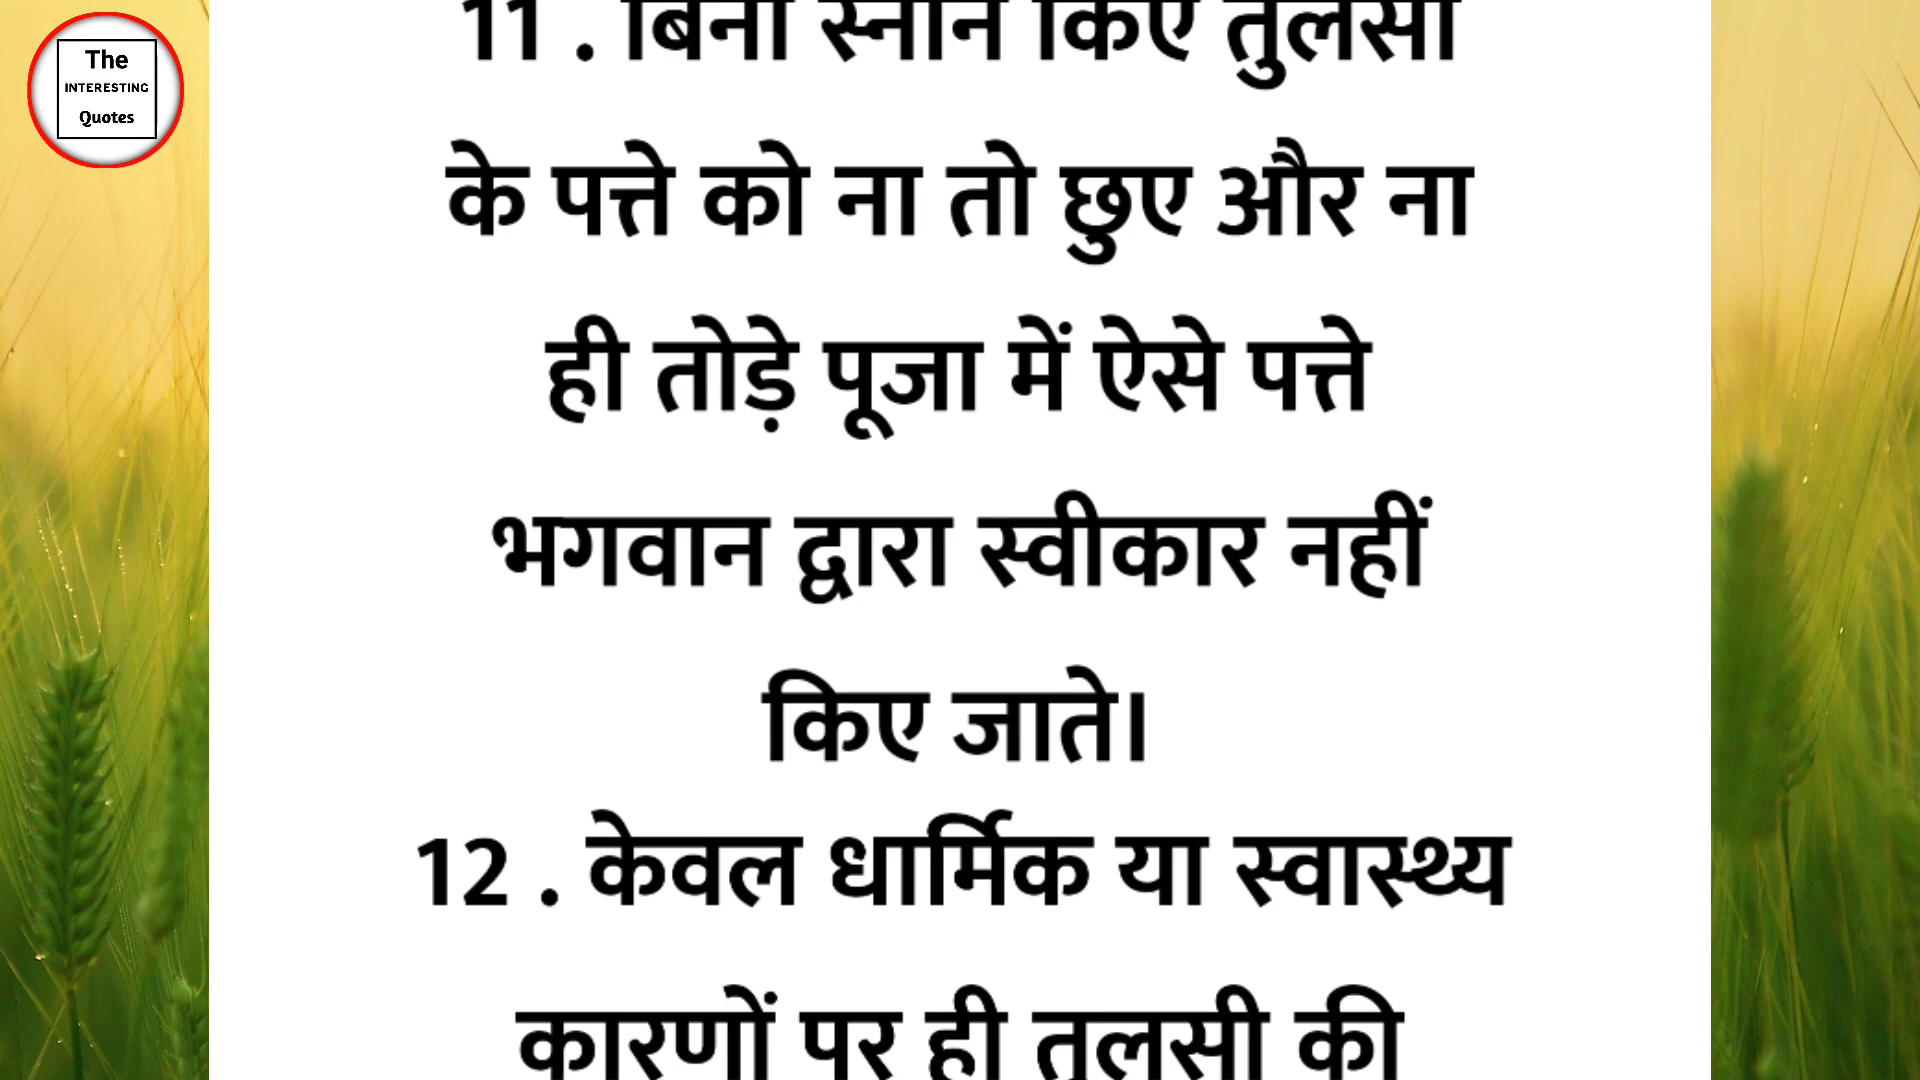 The
INTERESTING
Quotes
11 . बिना स्नान किए तुलसी
के पत्ते को ना तो छुए और ना
ही तोड़े पूजा में ऐसे पत्ते
भगवान द्वारा स्वीकार नहीं
किए जाते।
12 . केवल धार्मिक या स्वास्थ्य
कारणों पर ही तुलसी की